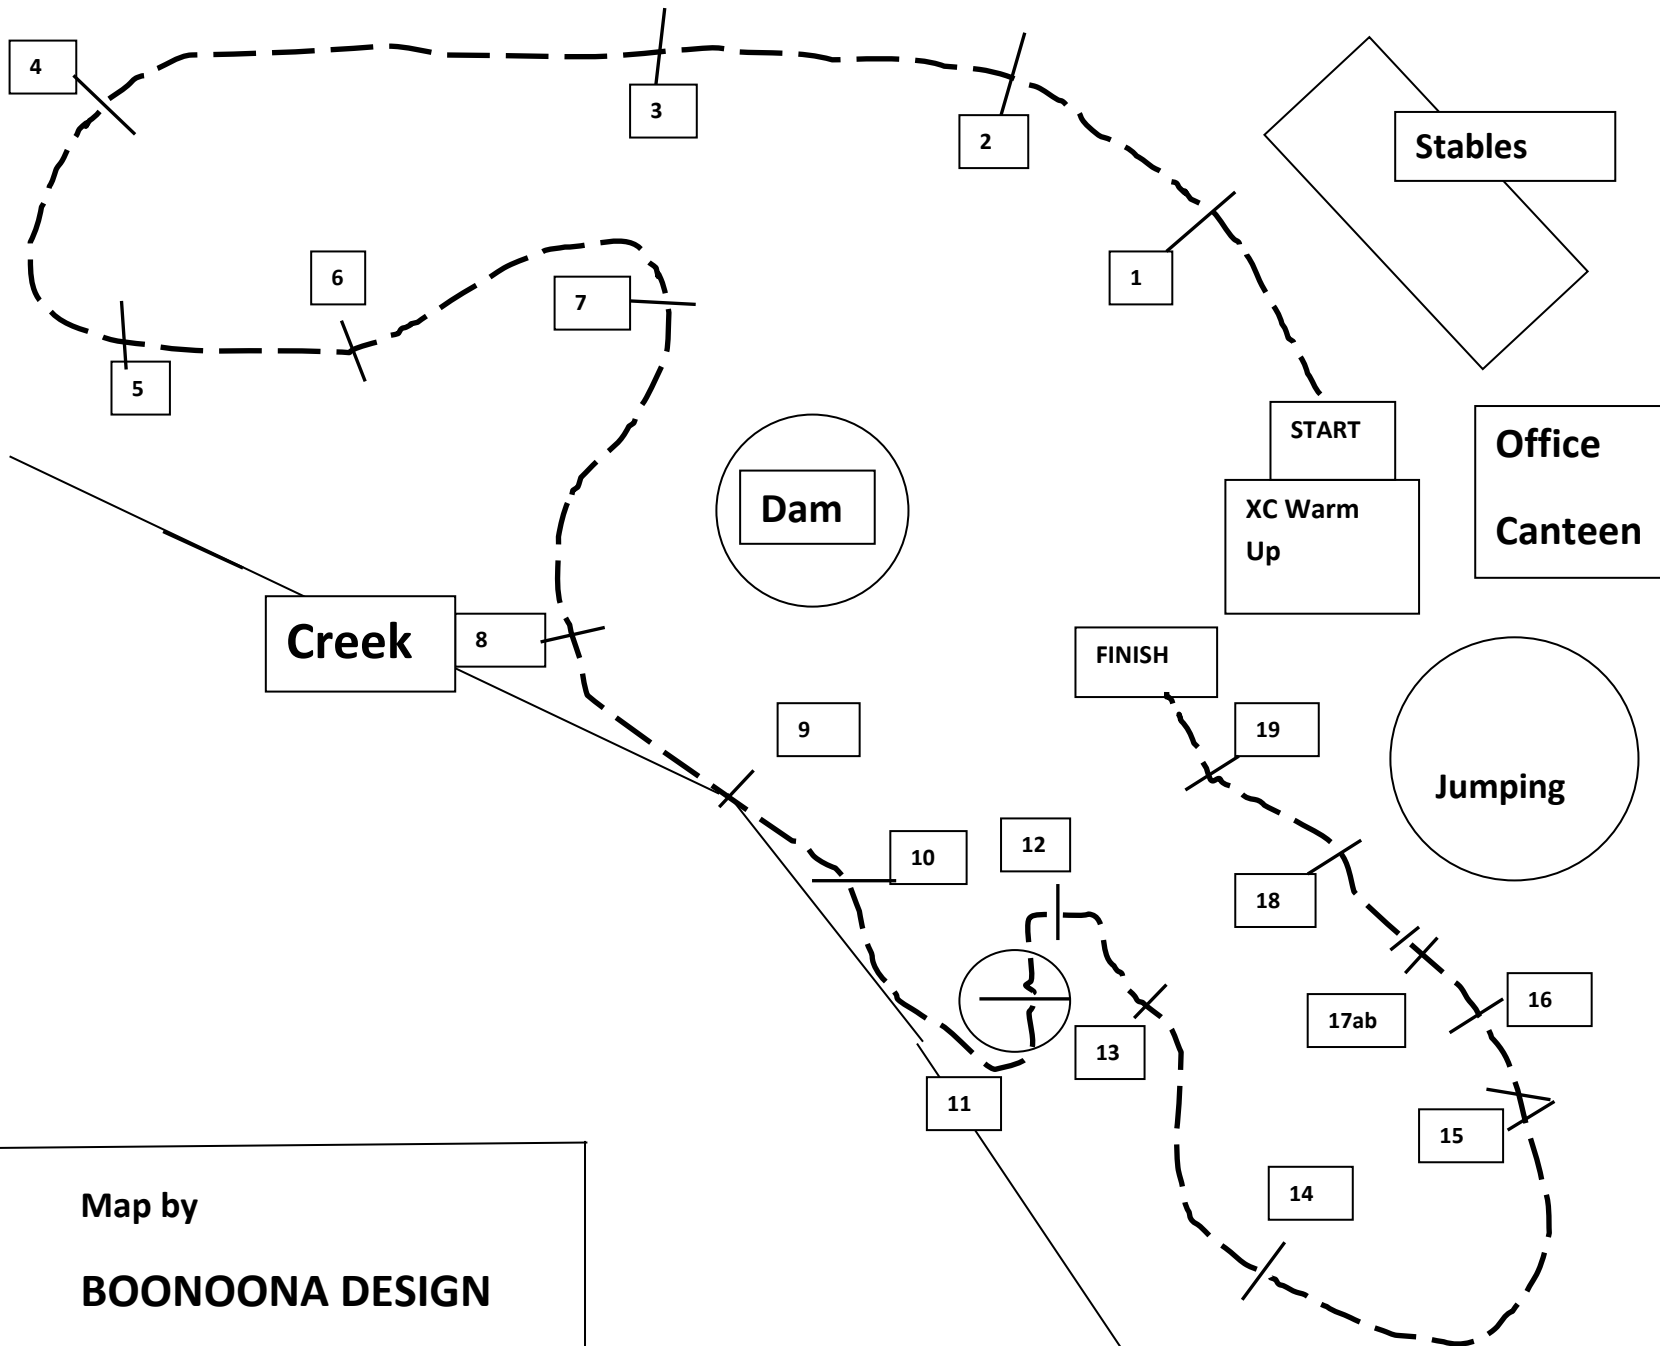 4
3
2
Stables
1
6
7
5
START
Office
Canteen
Dam
XC Warm
Up
Creek
8
FINISH
9
19
Jumping
10
12
18
16
17ab
13
11
15
14
Map by
BOONOONA DESIGN